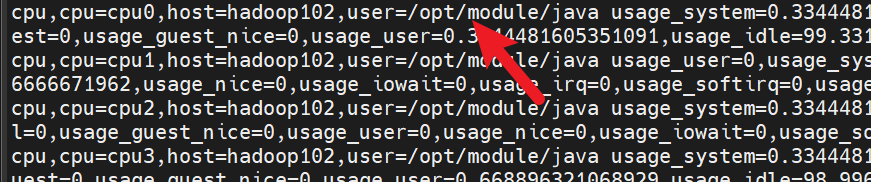 cpu,cpu=cpu0,host=hadoop102,user=/opt/module/java usage_system=0.3344481
est=0,usage_guest_nice=0,usage_user=0.3344481605351091,usage_idle=99.331
cpu,cpu=cpu1,host=hadoop102,user=/opt/module/java usage_user=0,usage_sys
6666671962,usage_nice=0,usage_iowait=0,usage_irq=0,usage_softirq=0,usage
cpu,cpu=cpu2,host=hadoop102,user=/opt/module/java usage_system=0.3344481
l=0,usage_guest_nice=0,usage_user=0,usage_nice=0,usage_iowait=0,usage_so
cpu,cpu=cpu3,host=hadoop102,user=/opt/module/java usage_system=0.3344481
uest=0,usage_guest_nice=0,usage_user=0.668896321068929,usage_idle=98.996